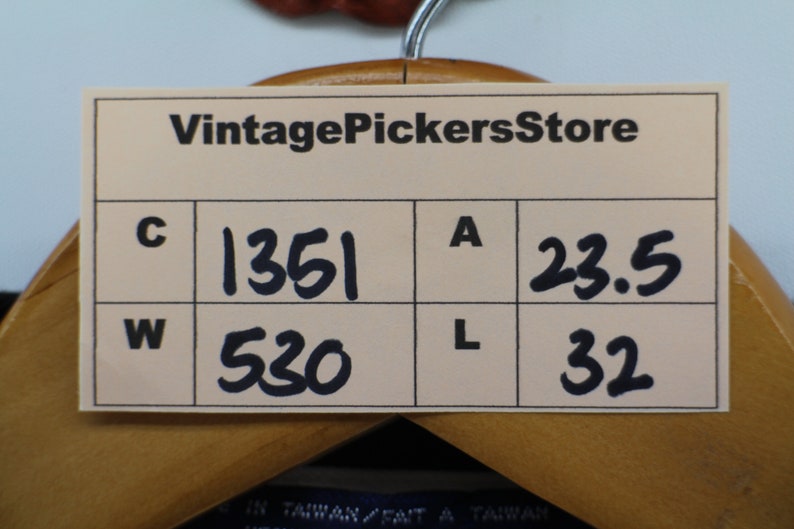 VintagePickersStore
C 1351 A 23.5
W 530 L 32
IN TAIWAN/FAIT A TAIWAN